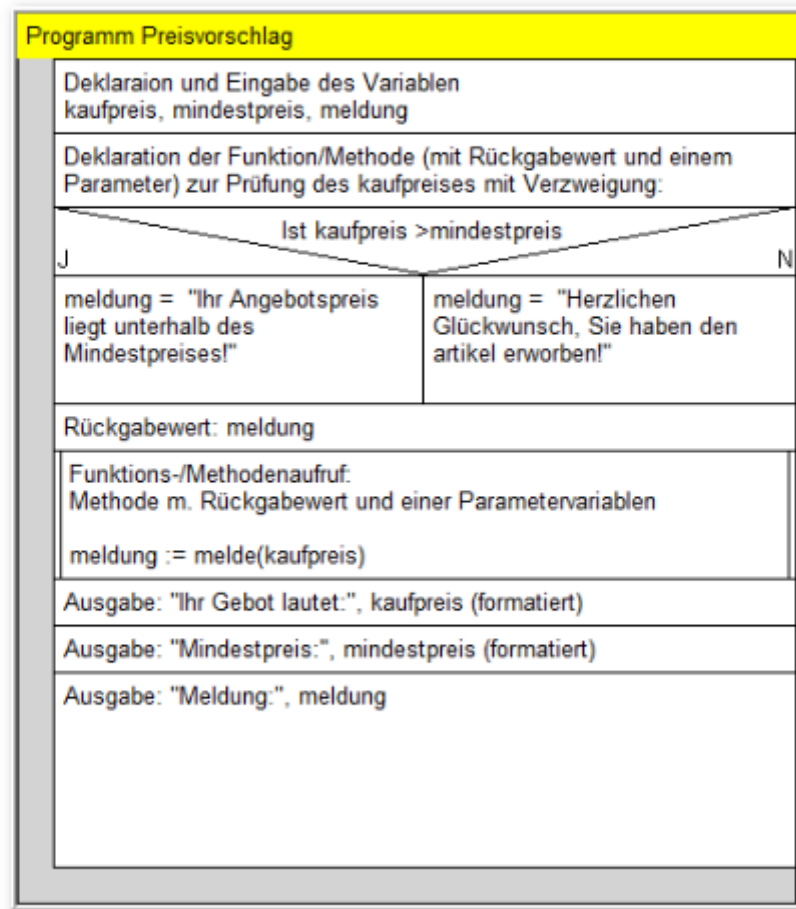 Programm Preisvorschlag
Deklaraion und Eingabe des Variablen
kaufpreis, mindestpreis, meldung
Deklaration der Funktion/Methode (mit Rückgabewert und einem
Parameter) zur Prüfung des kaufpreises mit Verzweigung:
Ist kaufpreis >mindestpreis
J
N
meldung =  "Ihr Angebotspreis
liegt unterhalb des
Mindestpreises!"
meldung =  "Herzlichen
Glückwunsch, Sie haben den
artikel erworben!"
Rückgabewert: meldung
Funktions-/Methodenaufruf:
Methode m. Rückgabewert und einer Parametervariablen
meldung := melde(kaufpreis)
Ausgabe: "Ihr Gebot lautet:", kaufpreis (formatiert)
Ausgabe: "Mindestpreis:", mindestpreis (formatiert)
Ausgabe: "Meldung:", meldung